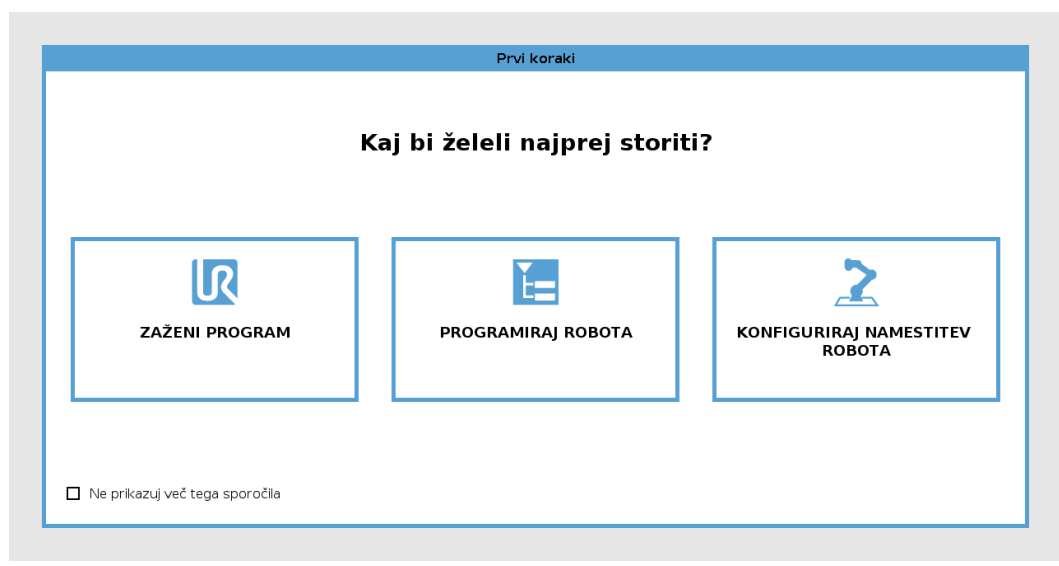 Prvi koraki
Kaj bi želeli najprej storiti?
ZAŽENI PROGRAM
PROGRAMIRAJ ROBOTA
KONFIGURIRAJ NAMESTITEV
ROBOTA
Ne prikazuj več tega sporočila